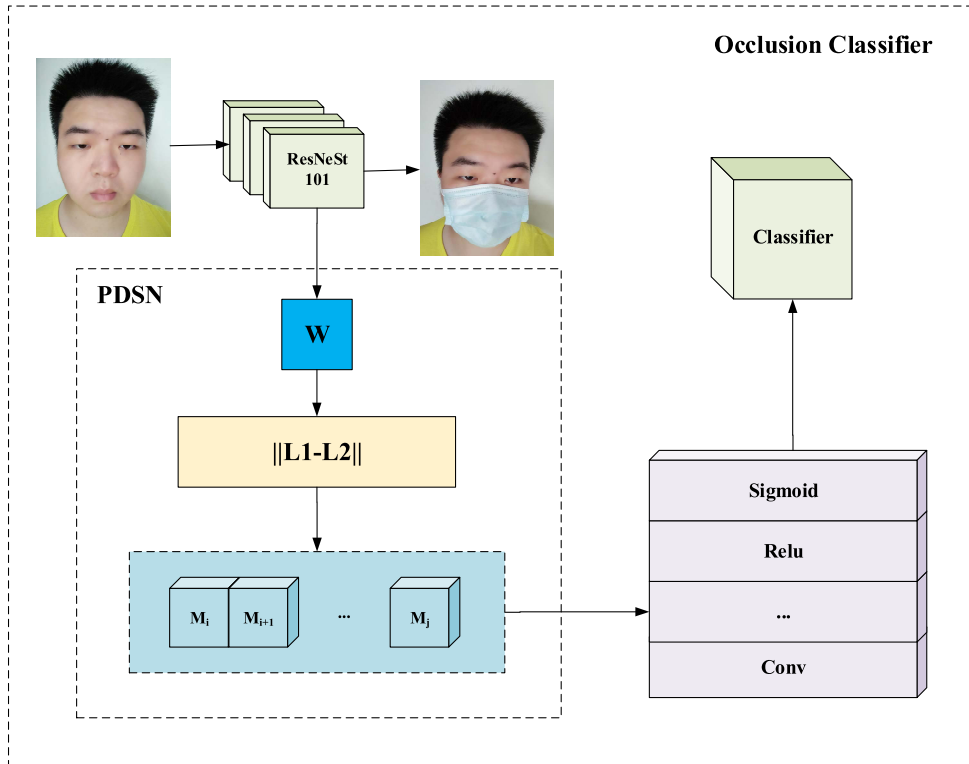 Occlusion Classifier
ResNeSt
101
Classifier
PDSN
W
||L1-L2||
Sigmoid
Relu
...
Conv
Mi
Mi+1
...
Mj